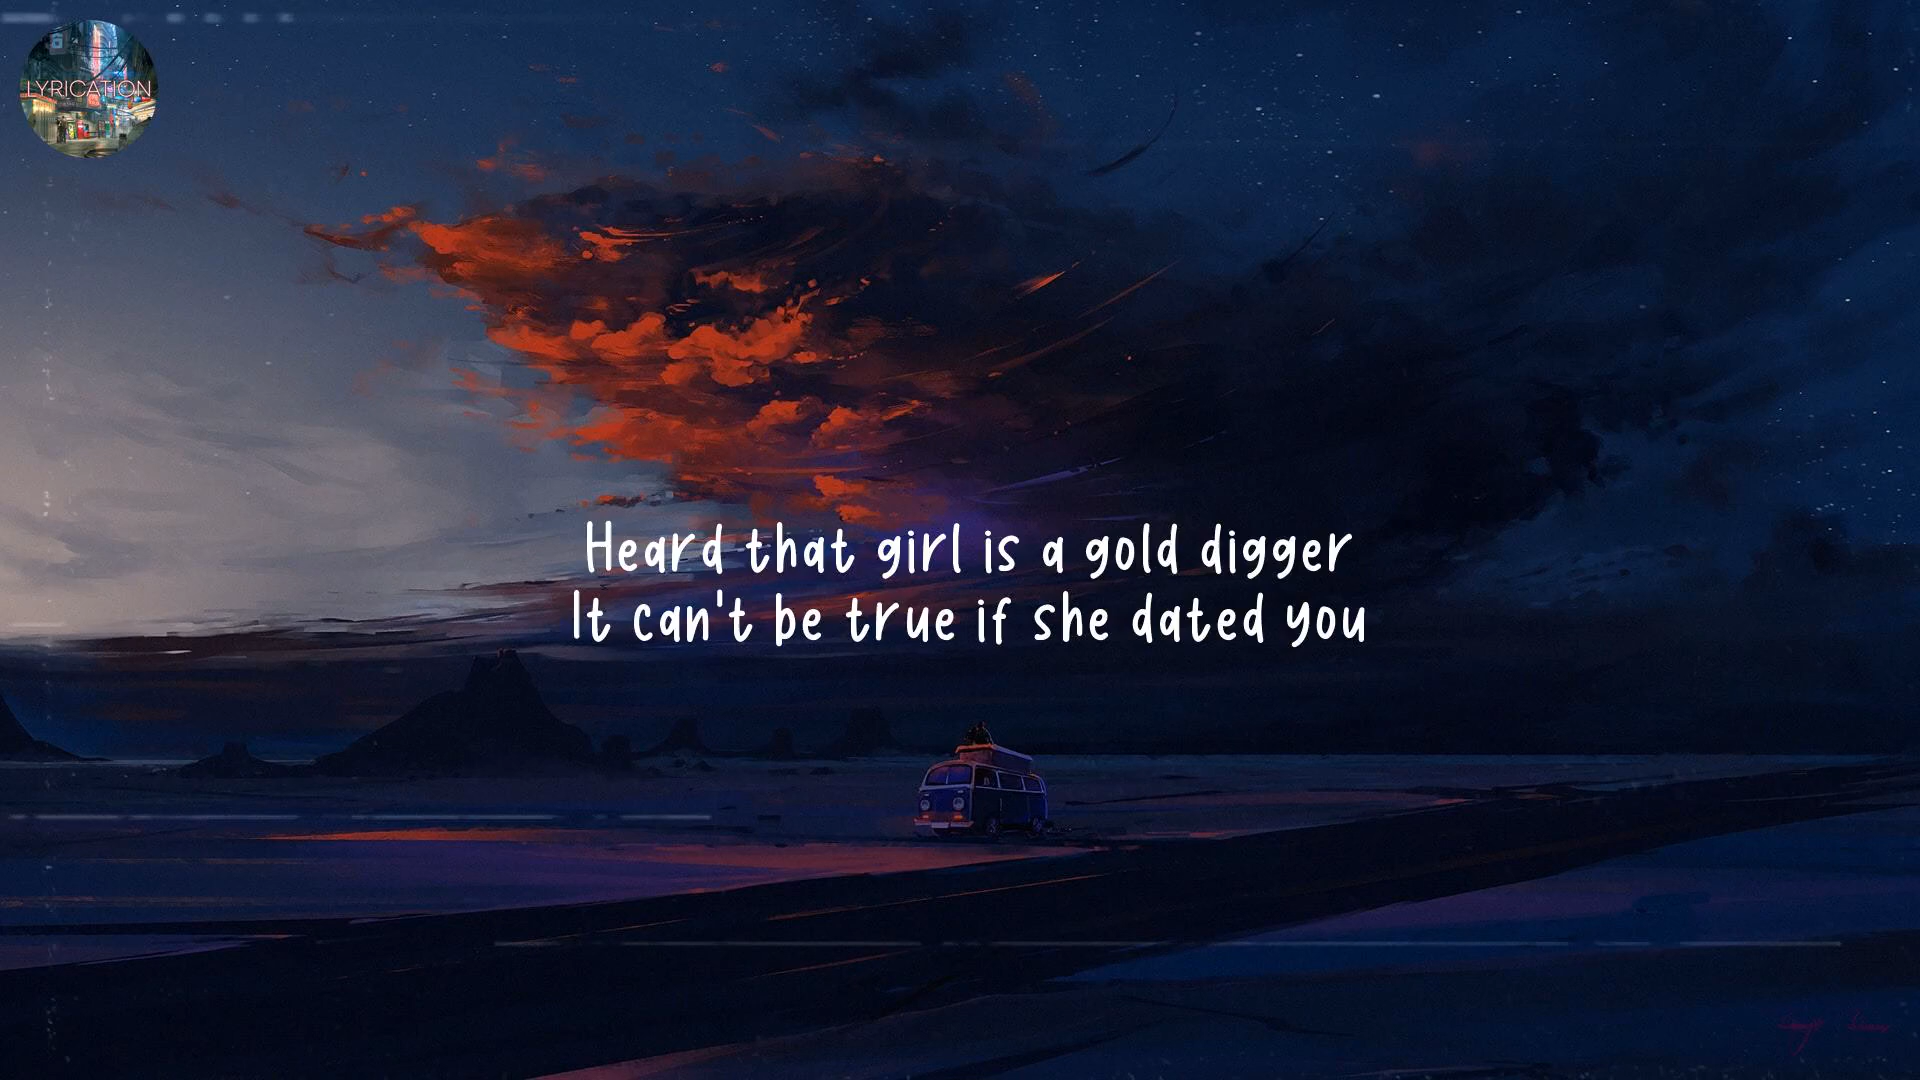 LYRICATION
Heard that girl is a gold digger
It can't be true if she dated you